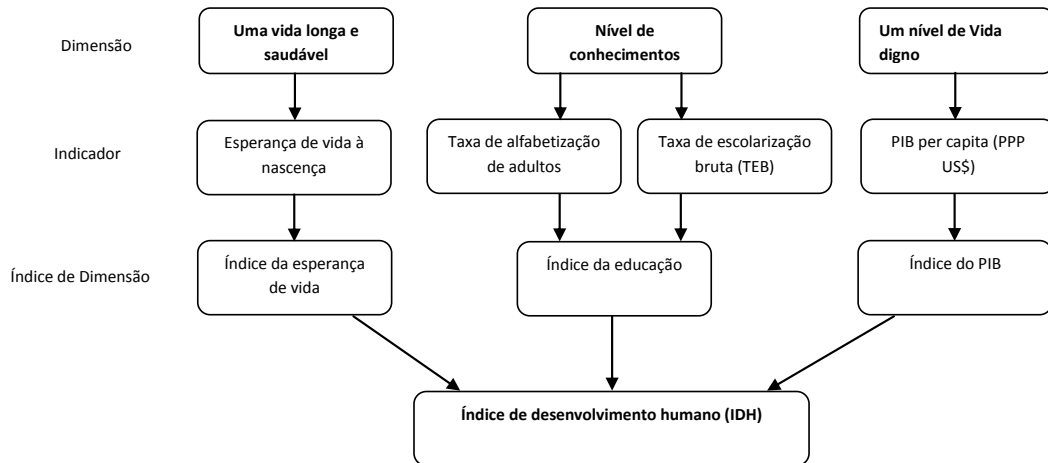 Dimensão
Uma vida longa e
saudável
Nível de
conhecimentos
Um nível de Vida
digno
Indicador
Esperança de vida à
nascença
Taxa de alfabetização
de adultos
Taxa de escolarização
bruta (TEB)
PIB per capita (PPP
US$)
Índice de Dimensão
Índice da esperança
de vida
Índice da educação
Índice do PIB
Índice de desenvolvimento humano (IDH)